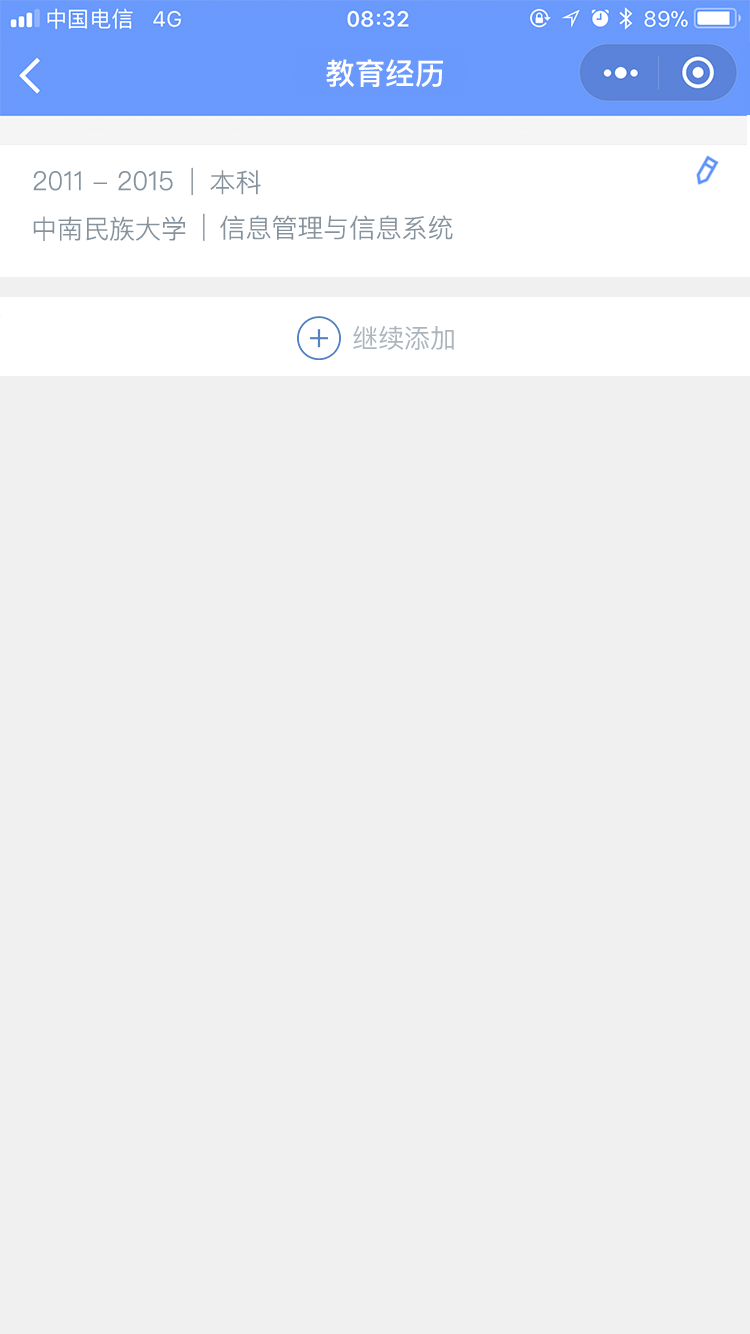 中国电信 4G 08:32 89%
教育经历
2011 – 2015 | 本科
中南民族大学 | 信息管理与信息系统
继续添加